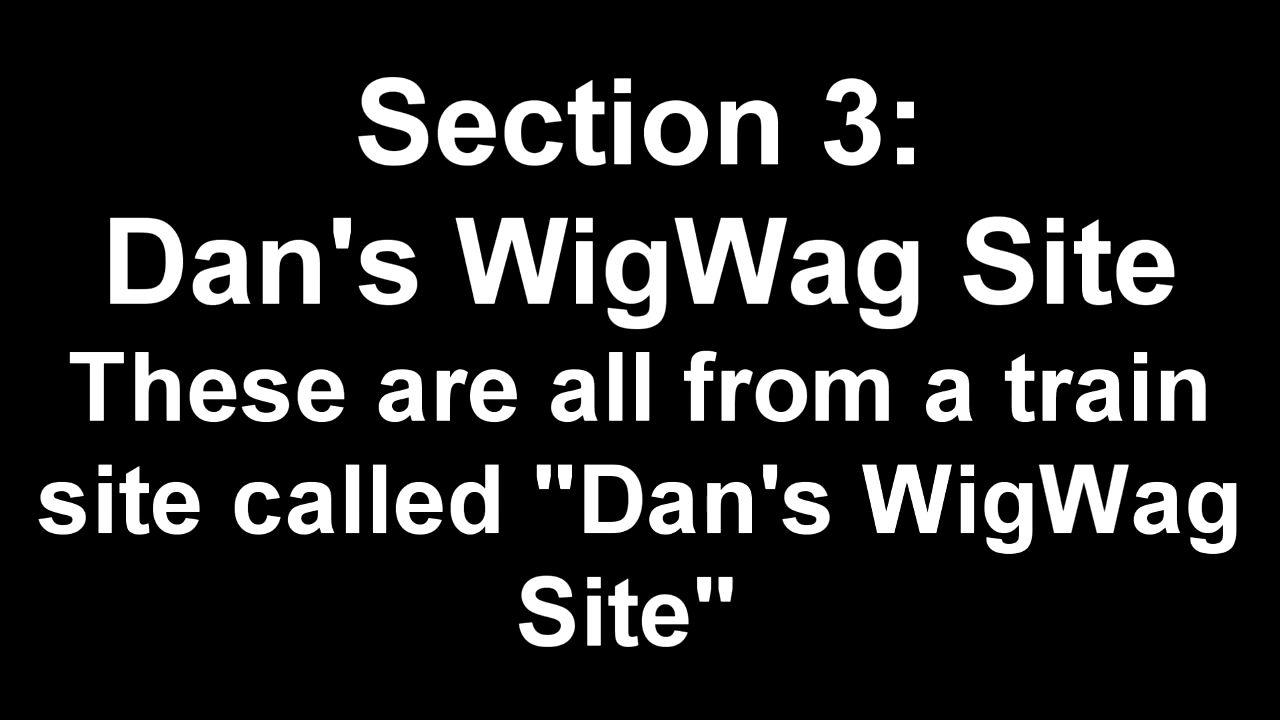 Section 3:
Dan's WigWag Site
These are all from a train
site called "Dan's WigWag
Site"